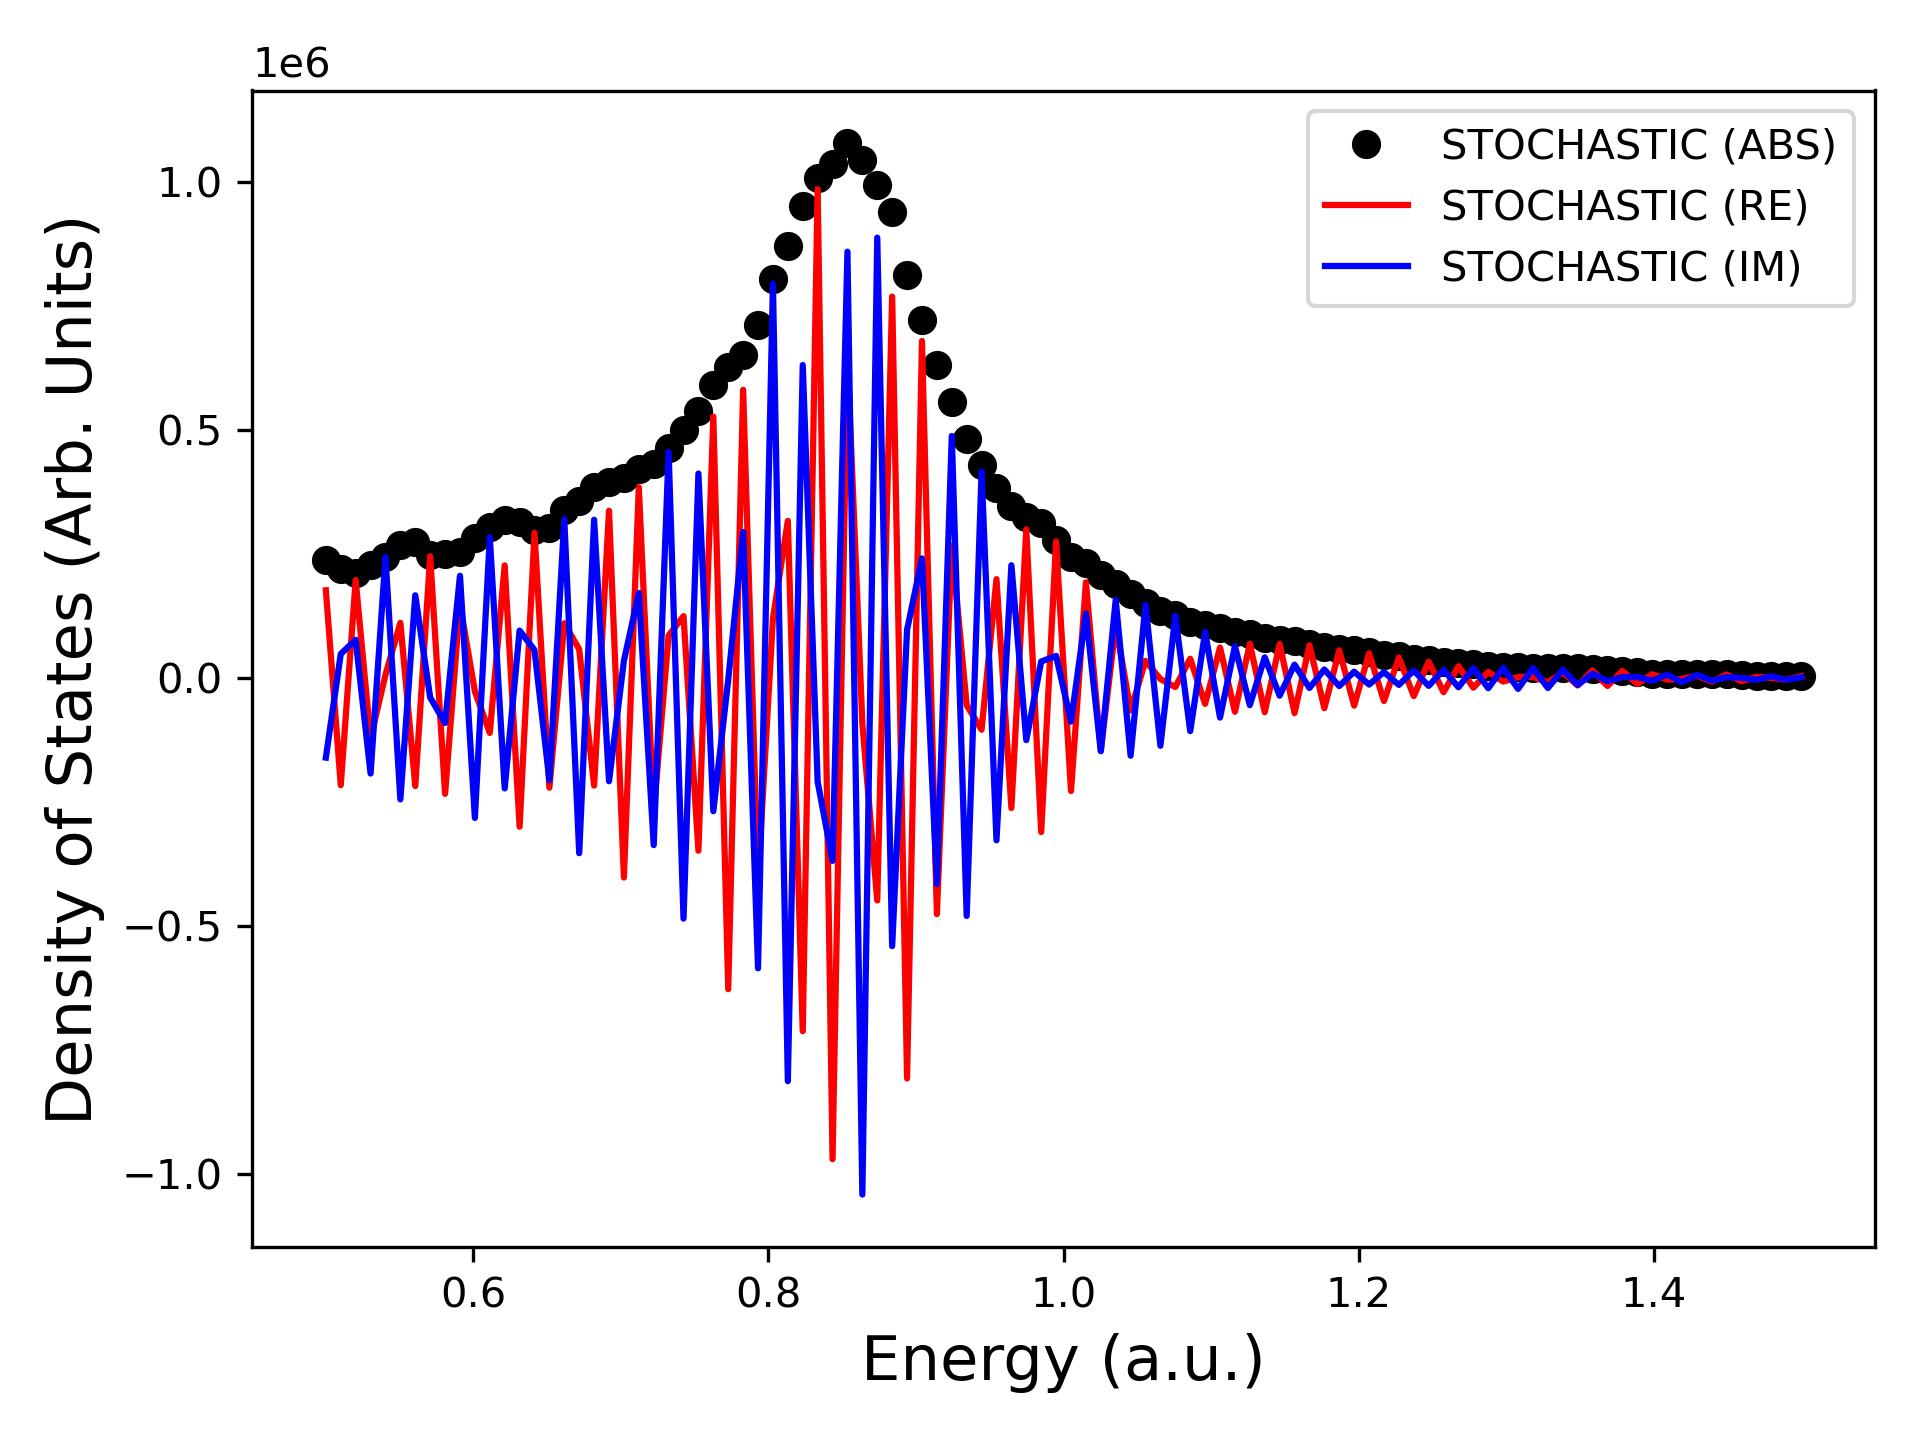 1e6
STOCHASTIC (ABS)
STOCHASTIC (RE)
STOCHASTIC (IM)
Density of States (Arb. Units)
1.0
0.5
0.0
−0.5
−1.0
0.6 0.8 1.0 1.2 1.4
Energy (a.u.)